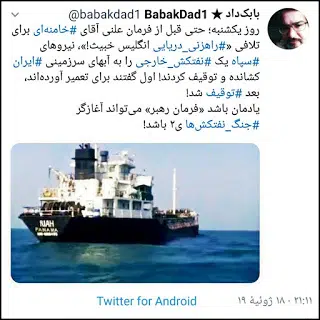 بابک‌داد ★ BabakDad1 @babakdad1
روز یکشنبه؛ حتی قبل از فرمان علنی آقای #خامنه‌ای برای
تلافی «#راهزنی_دریایی انگلیس خبیث!»، نیروهای
#سپاه یک #نفتکش_خارجی را به آبهای سرزمینی #ایران
کشانده و توقیف کردند! اول گفتند برای تعمیر آورده‌اند،
بعد #توقیف شد!
یادمان باشد «فرمان رهبر» می‌تواند آغازگر
#جنگ_نفتکش‌ها ی۲ باشد!
RIAH
PANAMA
۲۱:۱۱ - ۱۸ ژوئیهٔ ۱۹
Twitter for Android